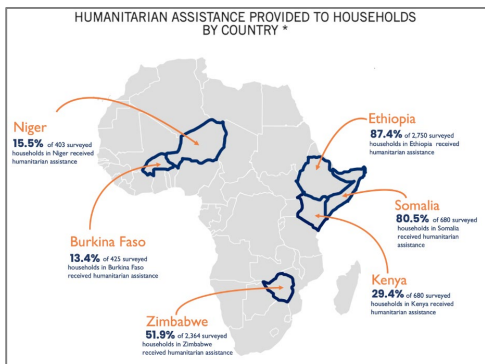 HUMANITARIAN ASSISTANCE PROVIDED TO HOUSEHOLDS
BY COUNTRY *
Niger
15.5% of 403 surveyed
households in Niger received
humanitarian assistance
Ethiopia
87.4% of 2,750 surveyed
households in Ethiopia received
humanitarian assistance
Somalia
80.5% of 680 surveyed
households in Somalia
received humanitarian
assistance
Burkina Faso
13.4% of 425 surveyed
households in Burkina Faso
received humanitarian assistance
Kenya
29.4% of 680 surveyed
households in Kenya received
humanitarian assistance
Zimbabwe
51.9% of 2,364 surveyed
households in Zimbabwe
received humanitarian assistance